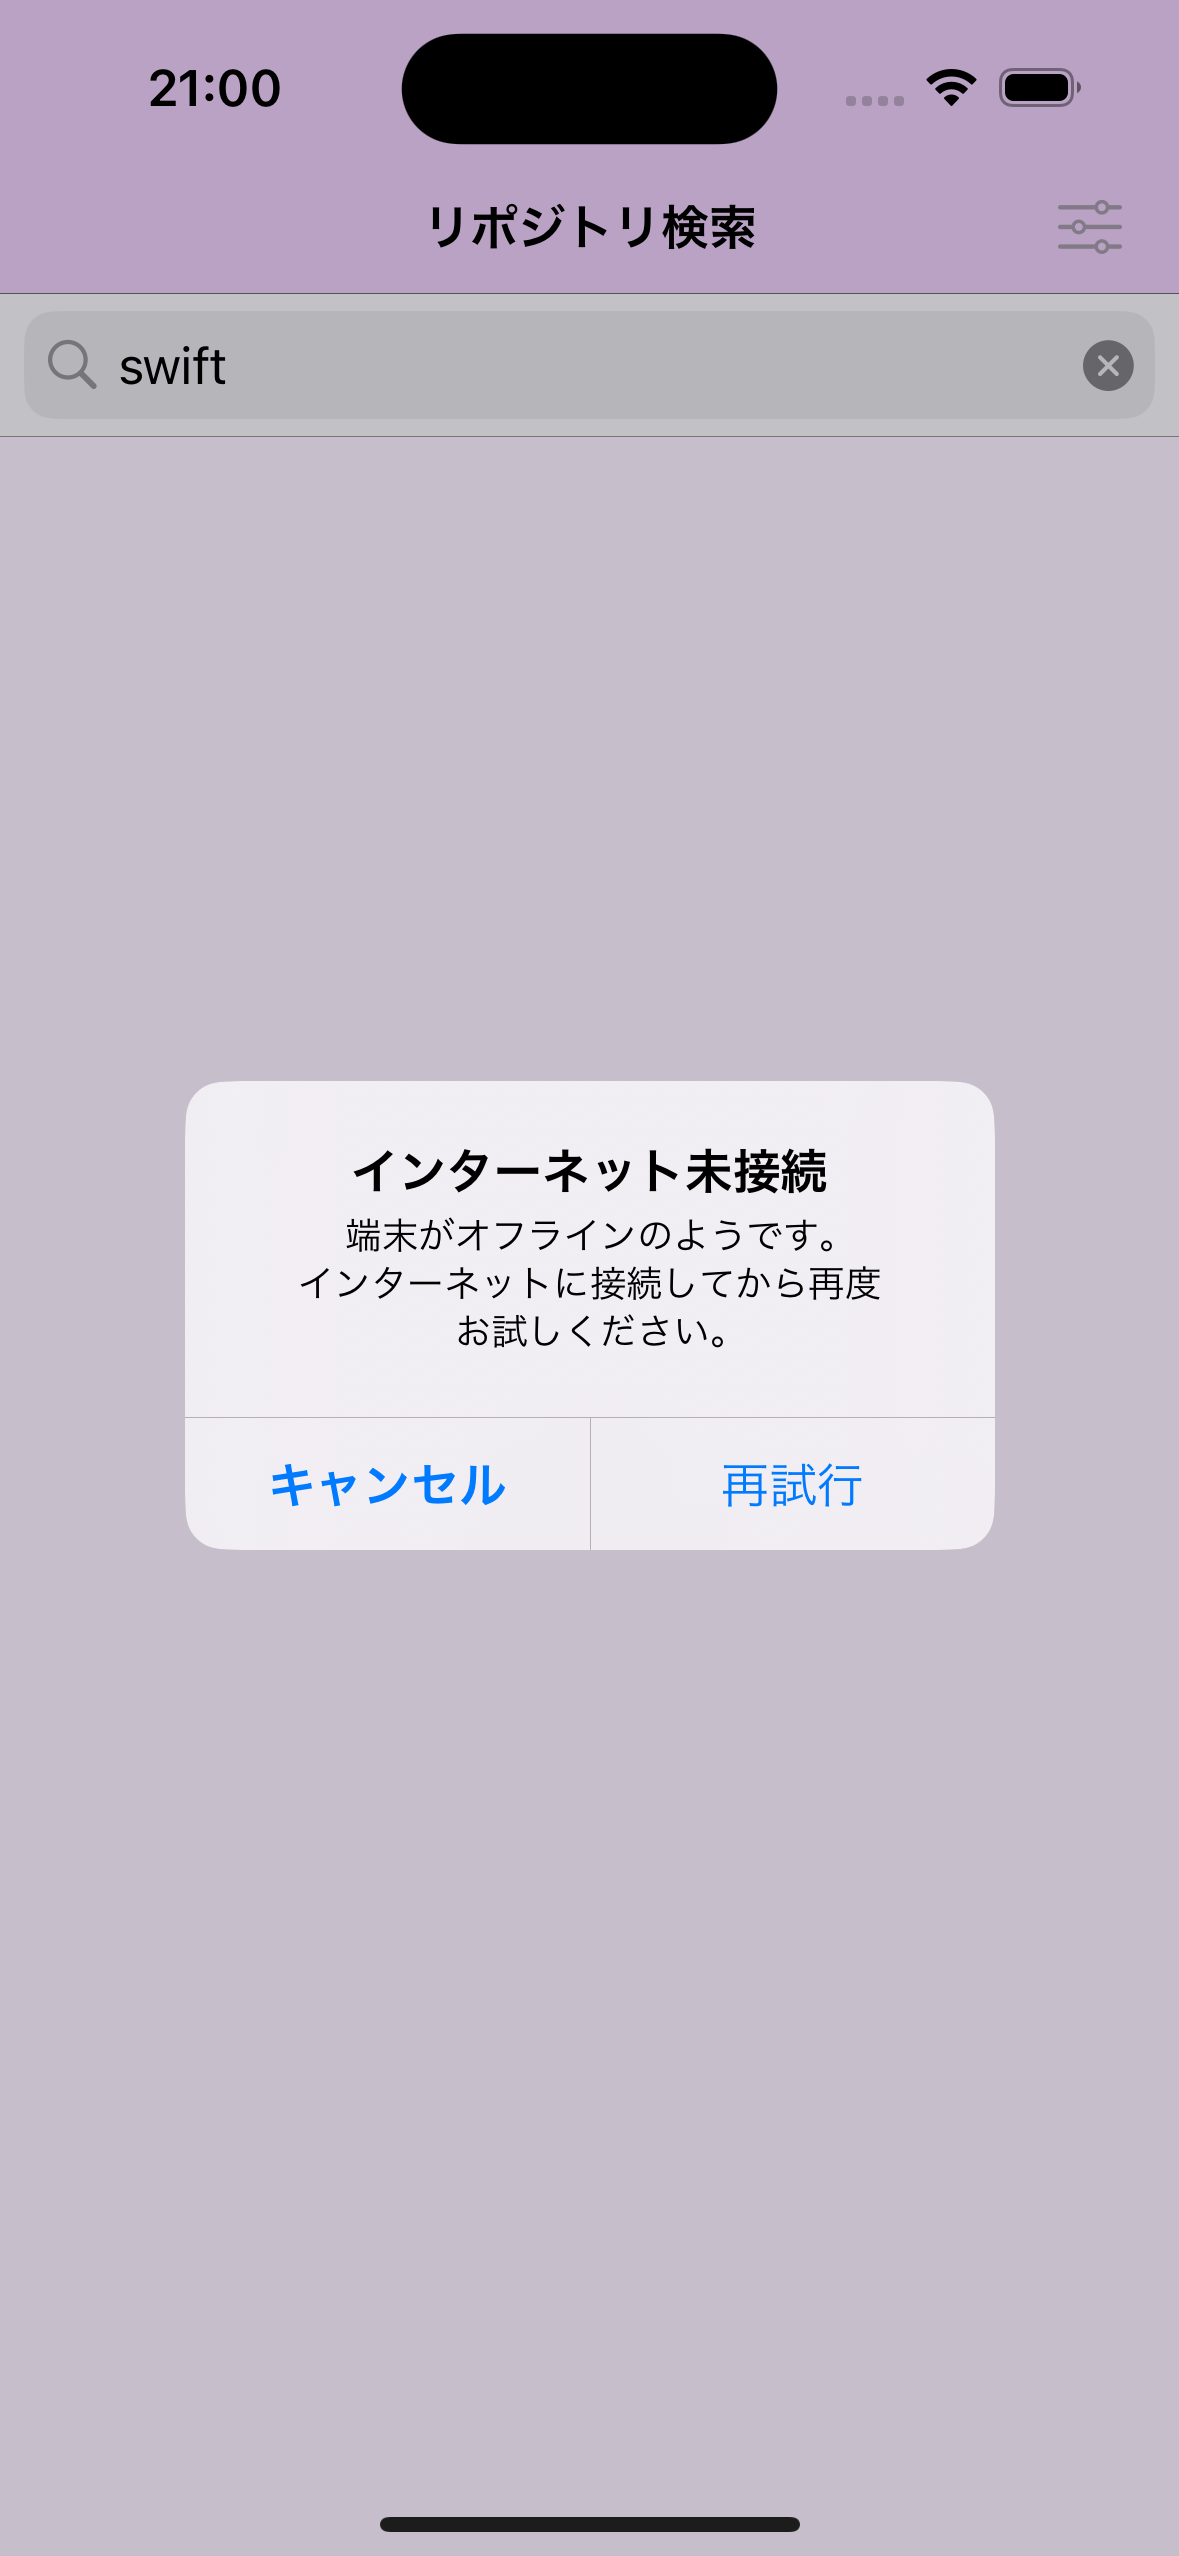 21:00
リポジトリ検索
swift
インターネット未接続
端末がオフラインのようです。
インターネットに接続してから再度
お試しください。
キャンセル
再試行